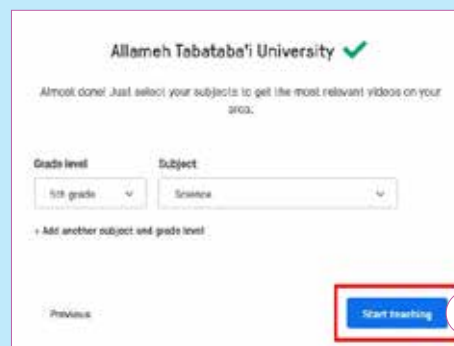 Allameh Tabataba'i University
Almost done! Just select your subjects to get the most relevant videos on your
area.
Grade level Subject
5th grade Science
+ Add another subject and grade level
Previous Start teaching